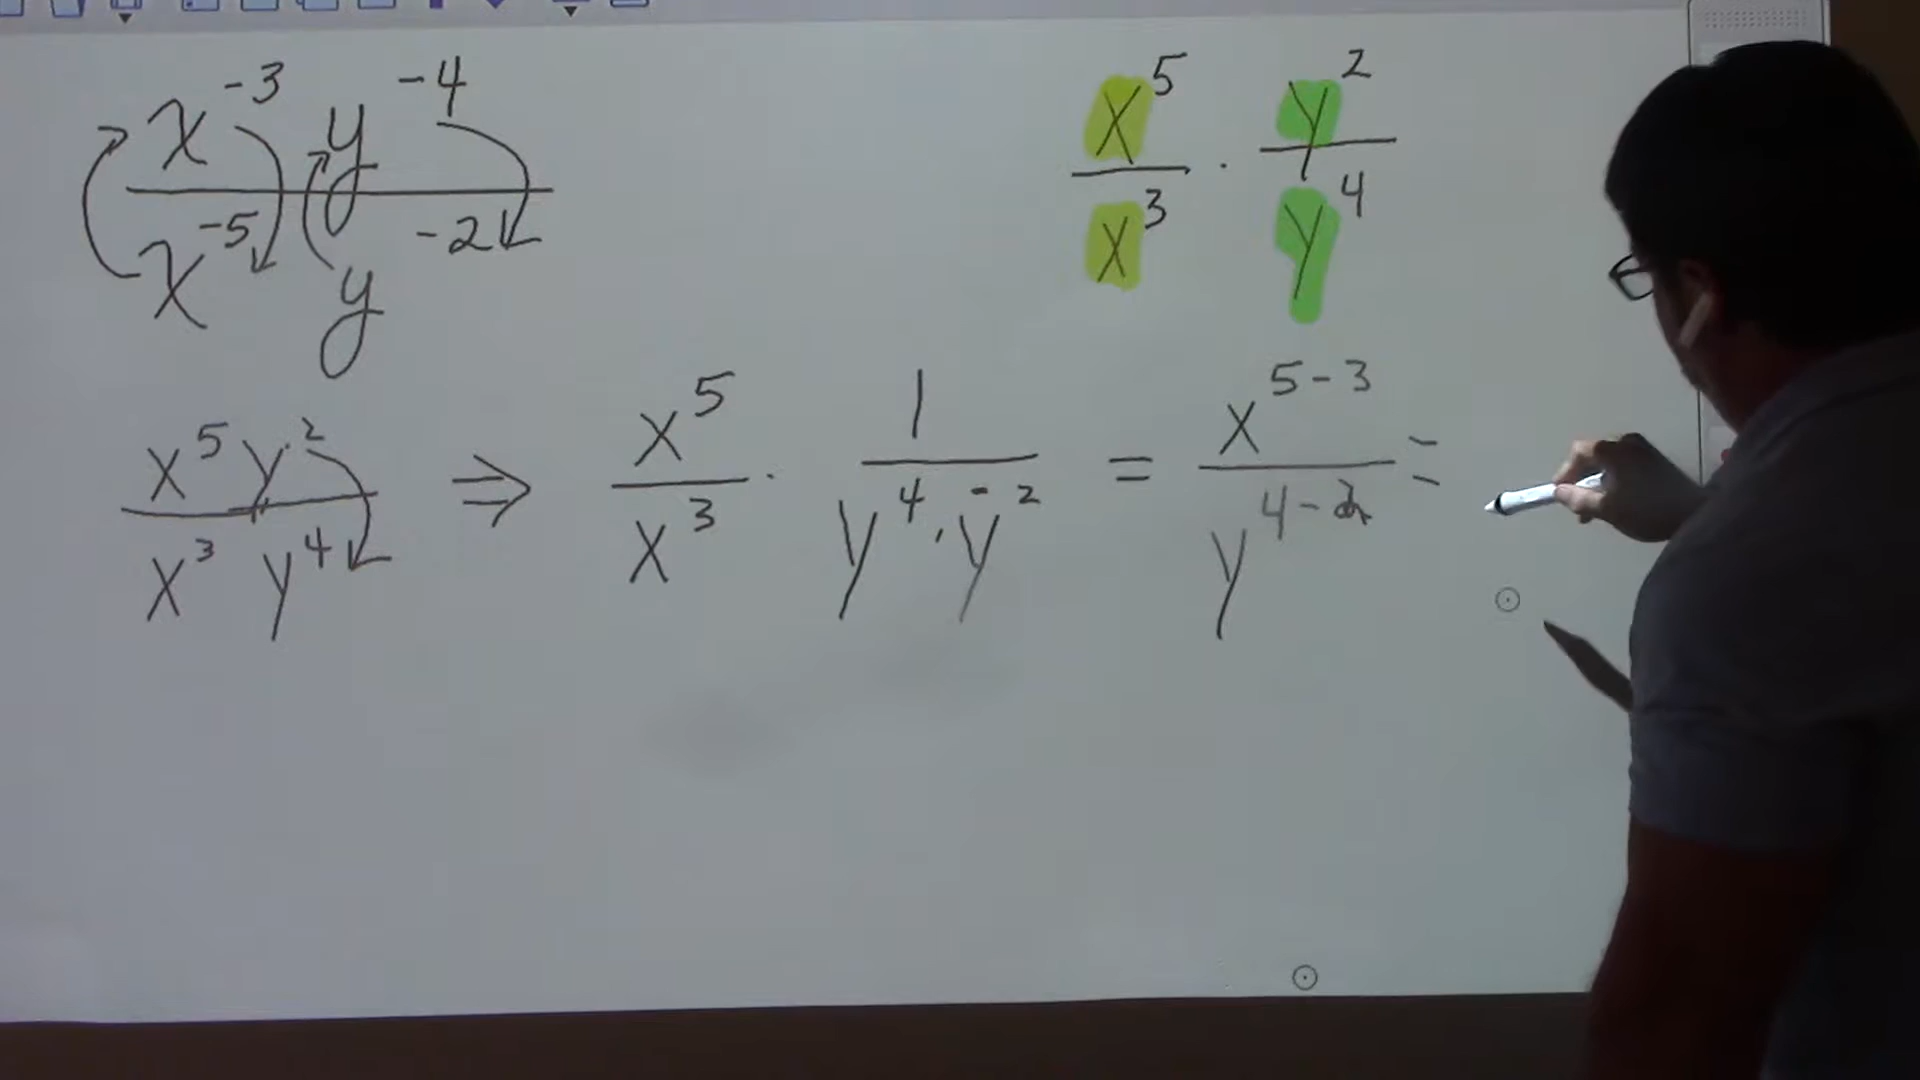 x^-3 y^-4 / x^-5 y^-2
x^5 / x^3 · y^2 / y^4
x^5 y^2 / x^3 y^4 ⇒ x^5 / x^3 · 1 / y^4 · y^-2 = x^5-3 / y^4-2 =